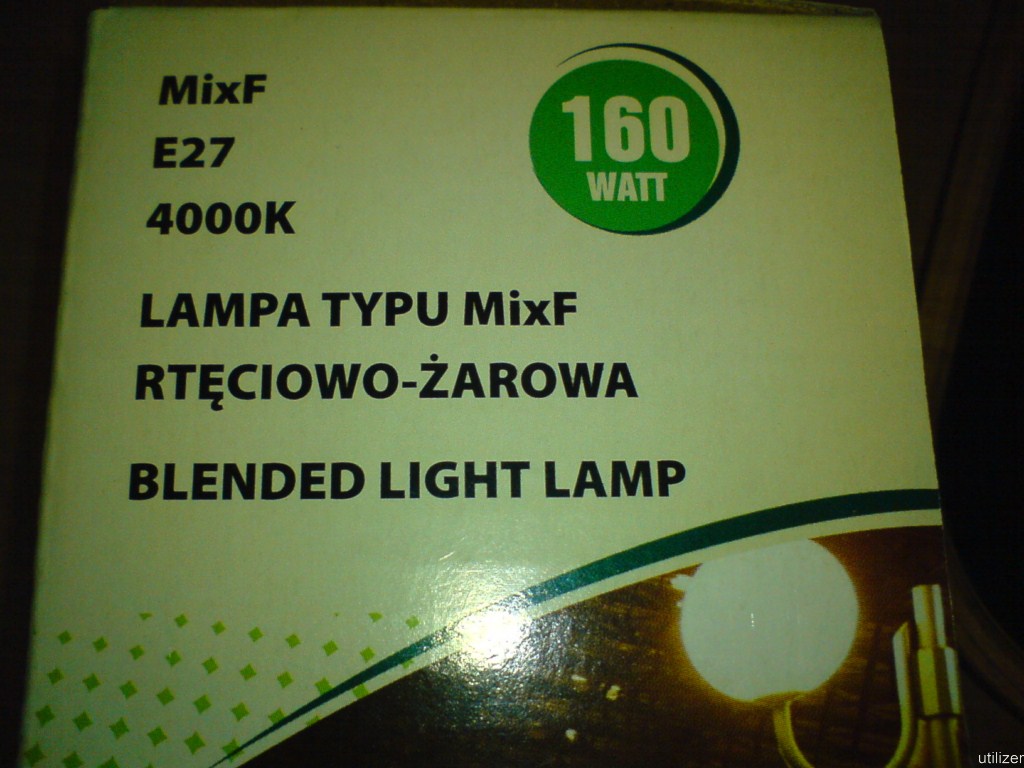 MixF
E27
4000K
160
WATT
LAMPA TYPU MixF
RTĘCIOWO-ŻAROWA
BLENDED LIGHT LAMP
utilizer